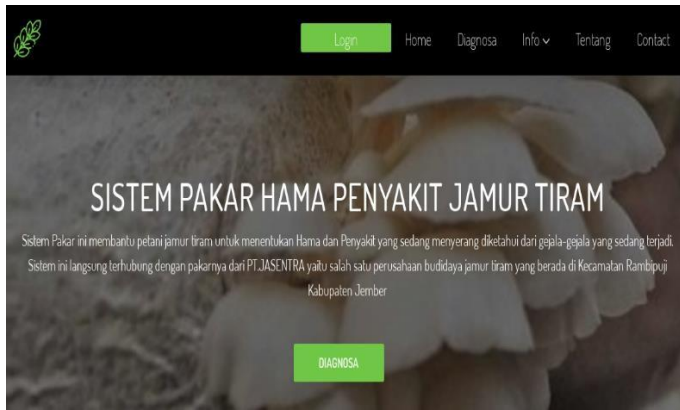 Login Home Diagnosa Info Tentang Contact
SISTEM PAKAR HAMA PENYAKIT JAMUR TIRAM
Sistem Pakar ini membantu petani jamur tiram untuk menentukan Hama dan Penyakit yang sedang menyerang diketahui dari gejala-gejala yang sedang terjadi.
Sistem ini langsung terhubung dengan pakarnya dari PT.JASENTRA yaitu salah satu perusahaan budidaya jamur tiram yang berada di Kecamatan Rambipuji
Kabupaten Jember
DIAGNOSA